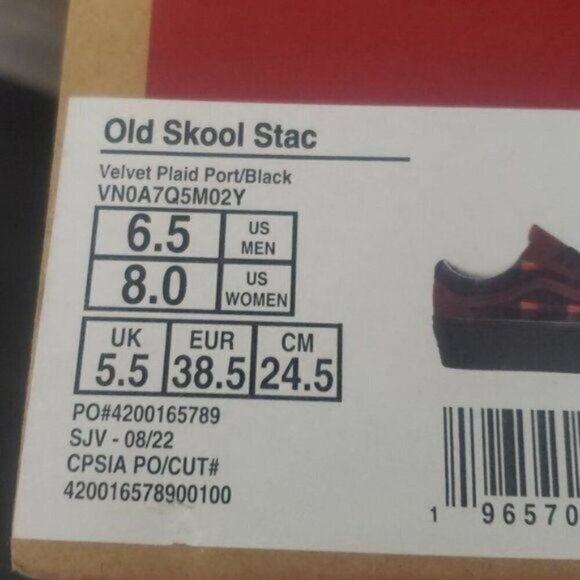 Old Skool Stac
Velvet Plaid Port/Black
VN0A7Q5M02Y
6.5 US MEN
8.0 US WOMEN
UK EUR CM
5.5 38.5 24.5
PO#4200165789
SJV - 08/22
CPSIA PO/CUT#
420016578900100
1 96570